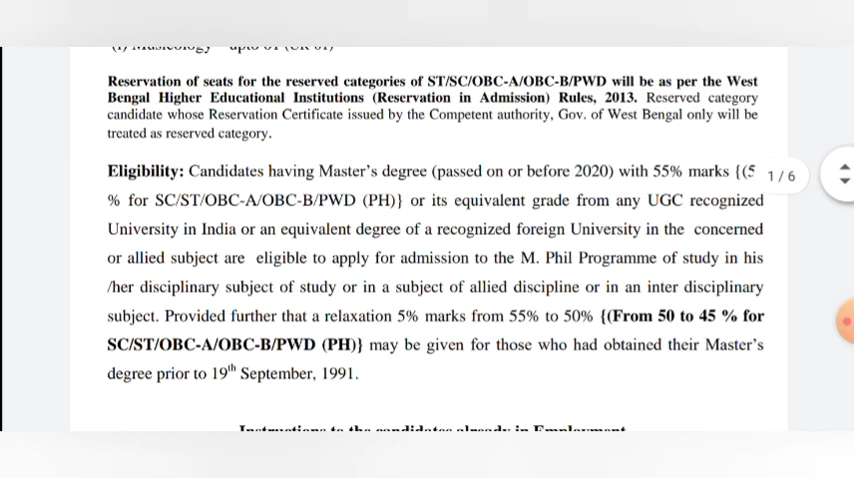 Reservation of seats for the reserved categories of ST/SC/OBC-A/OBC-B/PWD will be as per the West
Bengal Higher Educational Institutions (Reservation in Admission) Rules, 2013. Reserved category
candidate whose Reservation Certificate issued by the Competent authority, Gov. of West Bengal only will be
treated as reserved category.
Eligibility: Candidates having Master's degree (passed on or before 2020) with 55% marks {(5
1 / 6
% for SC/ST/OBC-A/OBC-B/PWD (PH)} or its equivalent grade from any UGC recognized
University in India or an equivalent degree of a recognized foreign University in the concerned
or allied subject are eligible to apply for admission to the M. Phil Programme of study in his
/her disciplinary subject of study or in a subject of allied discipline or in an inter disciplinary
subject. Provided further that a relaxation 5% marks from 55% to 50% {(From 50 to 45 % for
SC/ST/OBC-A/OBC-B/PWD (PH)} may be given for those who had obtained their Master's
degree prior to 19th September, 1991.
Instructions to the candidates already in Employment